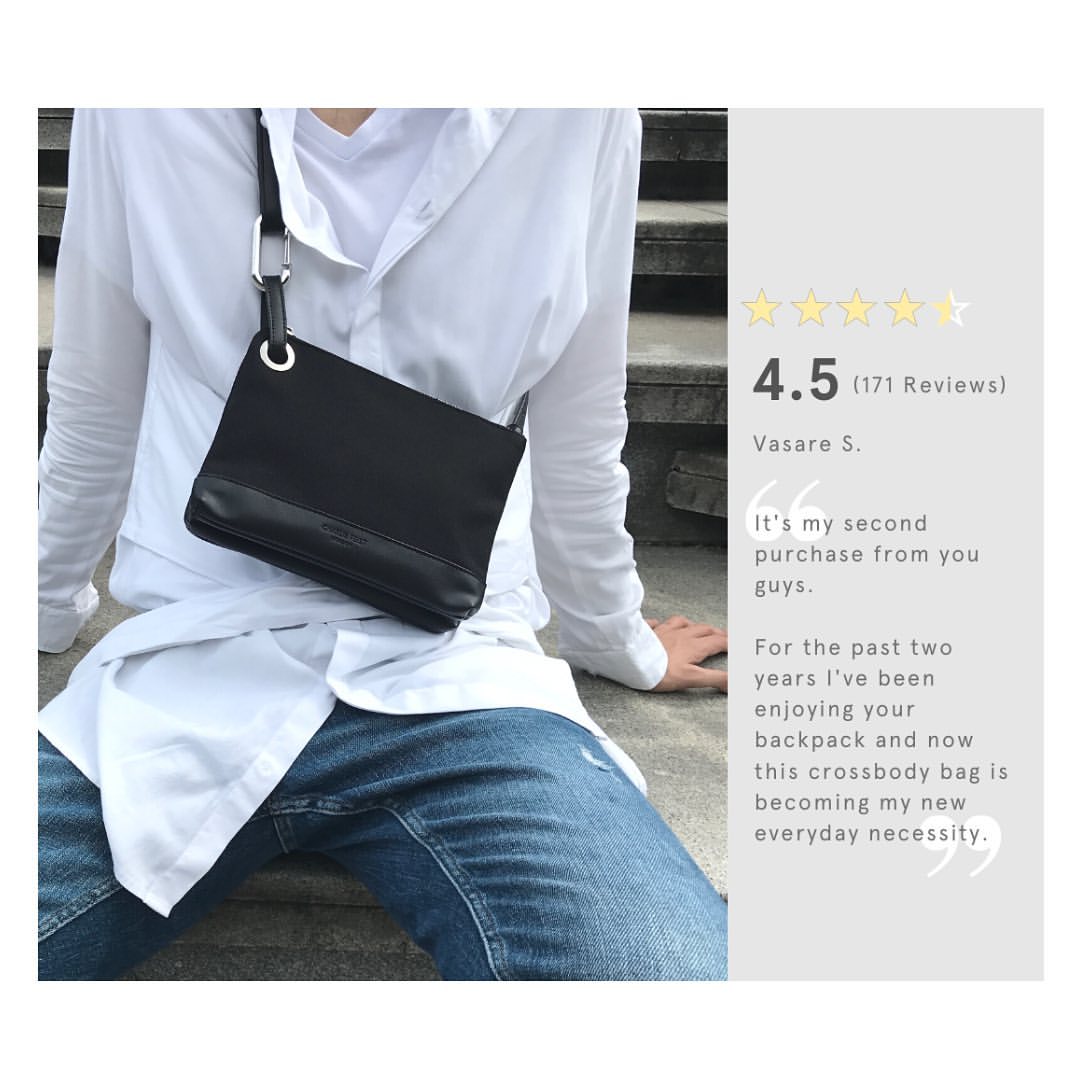 4.5 (171 Reviews)
Vasare S.
“
It's my second
purchase from you
guys.
For the past two
years I've been
enjoying your
backpack and now
this crossbody bag is
becoming my new
everyday necessity.
”